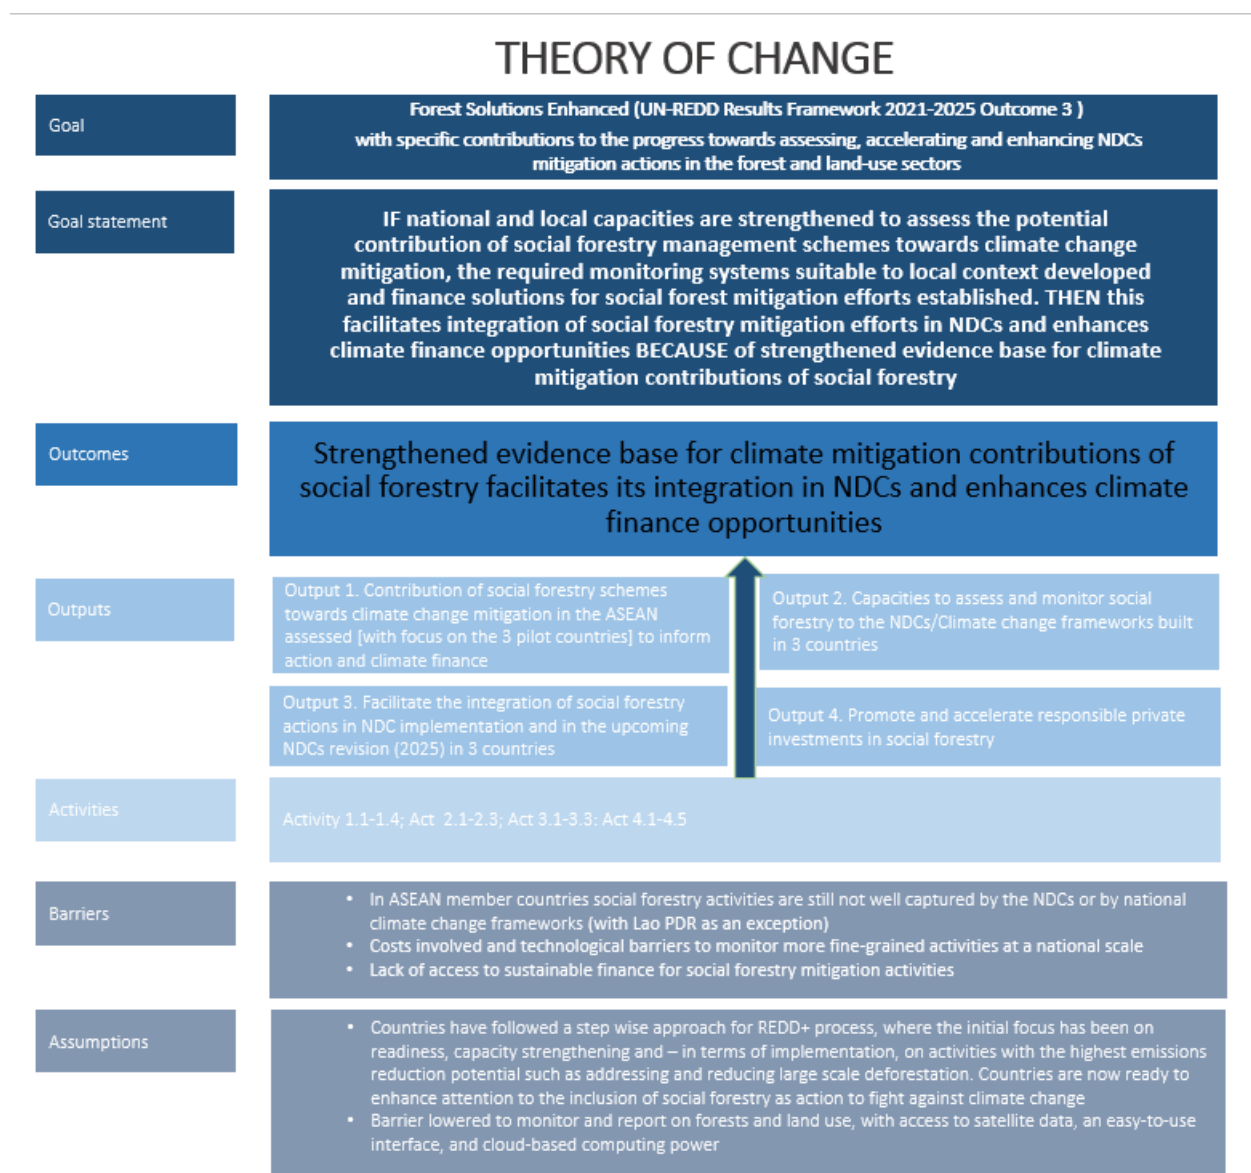 THEORY OF CHANGE
Goal
Forest Solutions Enhanced (UN-REDD Results Framework 2021-2025 Outcome 3 )
with specific contributions to the progress towards assessing, accelerating and enhancing NDCs
mitigation actions in the forest and land-use sectors
Goal statement
IF national and local capacities are strengthened to assess the potential
contribution of social forestry management schemes towards climate change
mitigation, the required monitoring systems suitable to local context developed
and finance solutions for social forest mitigation efforts established. THEN this
facilitates integration of social forestry mitigation efforts in NDCs and enhances
climate finance opportunities BECAUSE of strengthened evidence base for climate
mitigation contributions of social forestry
Outcomes
Strengthened evidence base for climate mitigation contributions of
social forestry facilitates its integration in NDCs and enhances climate
finance opportunities
Outputs
Output 1. Contribution of social forestry schemes
towards climate change mitigation in the ASEAN
assessed [with focus on the 3 pilot countries] to inform
action and climate finance
Output 2. Capacities to assess and monitor social
forestry to the NDCs/Climate change frameworks built
in 3 countries
Output 3. Facilitate the integration of social forestry
actions in NDC implementation and in the upcoming
NDCs revision (2025) in 3 countries
Output 4. Promote and accelerate responsible private
investments in social forestry
Activities
Activity 1.1-1.4; Act  2.1-2.3; Act 3.1-3.3: Act 4.1-4.5
Barriers
• In ASEAN member countries social forestry activities are still not well captured by the NDCs or by national
climate change frameworks (with Lao PDR as an exception)
• Costs involved and technological barriers to monitor more fine-grained activities at a national scale
• Lack of access to sustainable finance for social forestry mitigation activities
Assumptions
• Countries have followed a step wise approach for REDD+ process, where the initial focus has been on
readiness, capacity strengthening and – in terms of implementation, on activities with the highest emissions
reduction potential such as addressing and reducing large scale deforestation. Countries are now ready to
enhance attention to the inclusion of social forestry as action to fight against climate change
• Barrier lowered to monitor and report on forests and land use, with access to satellite data, an easy-to-use
interface, and cloud-based computing power